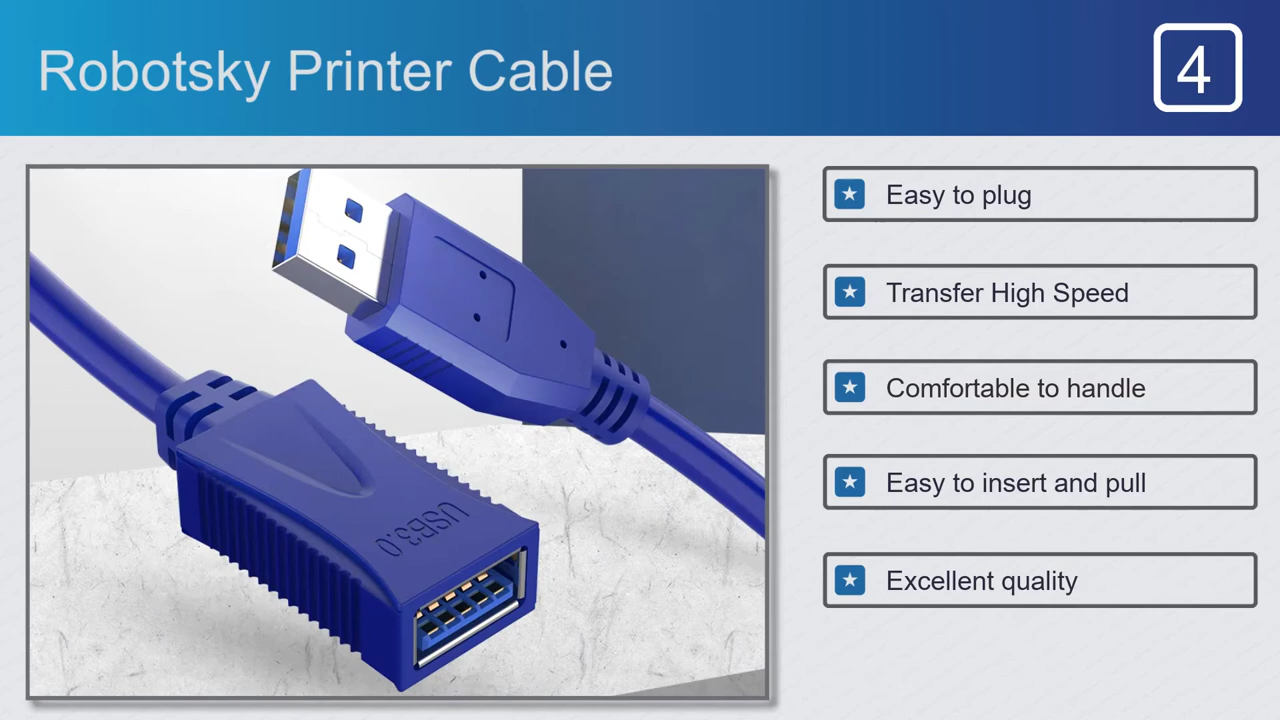 Robotsky Printer Cable
4
Easy to plug
Transfer High Speed
Comfortable to handle
Easy to insert and pull
Excellent quality
USB3.0